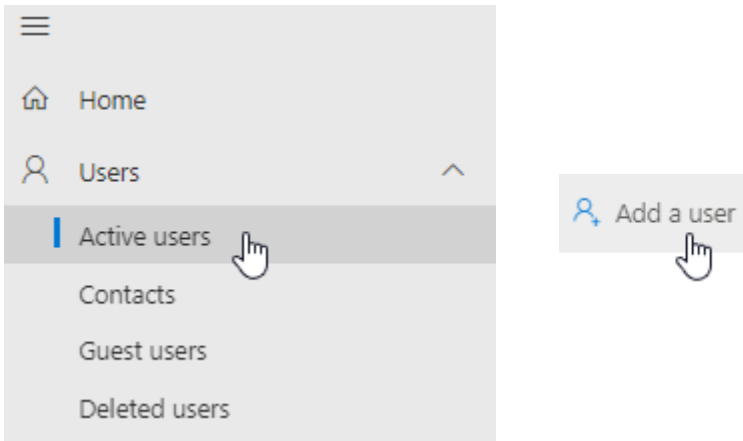 Home
Users
Active users
Contacts
Guest users
Deleted users
Add a user